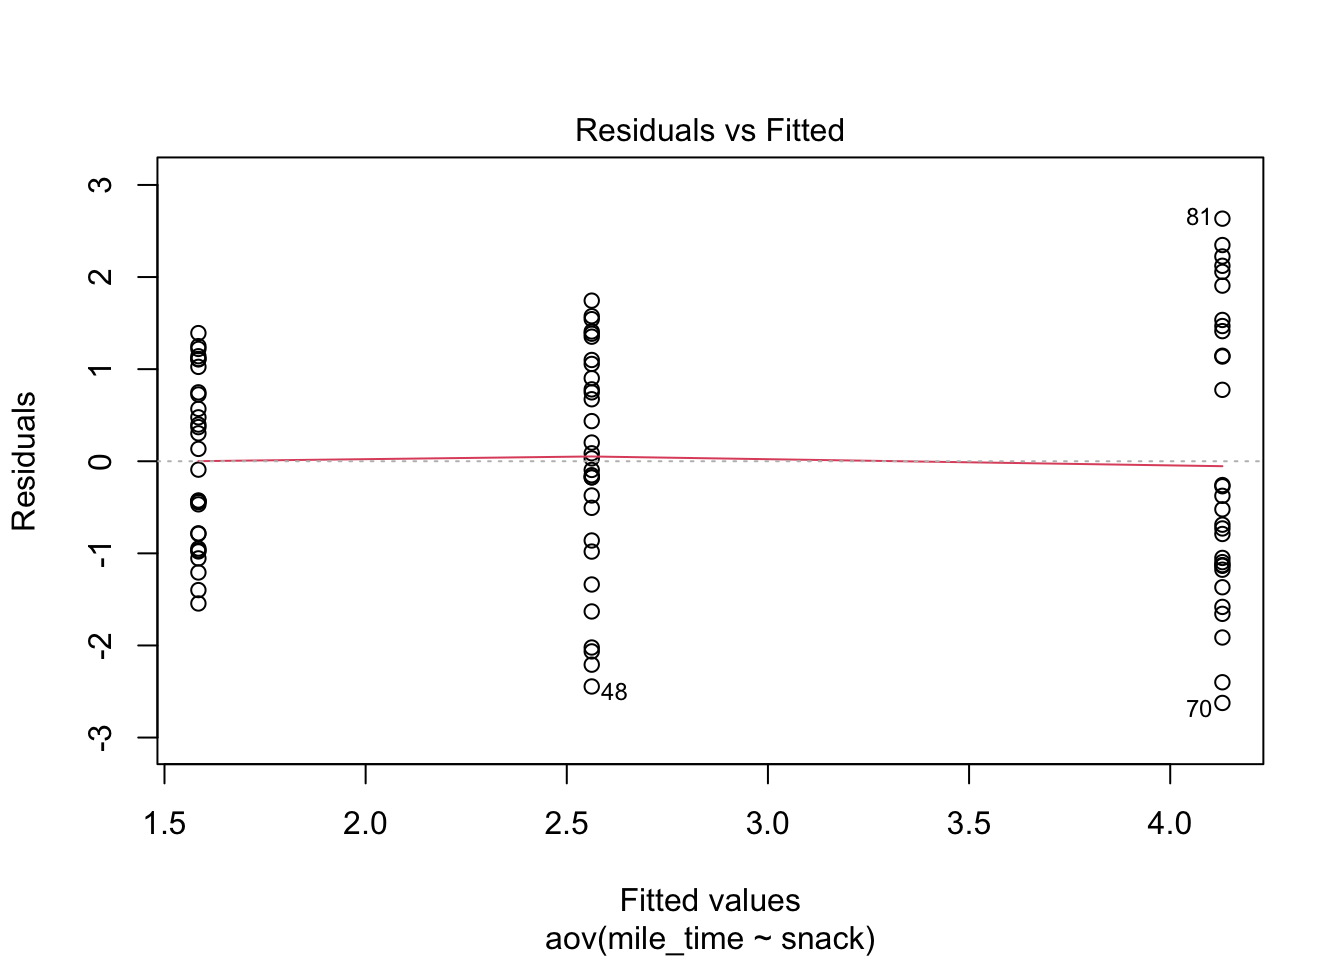 Residuals vs Fitted
Residuals
3
2
1
0
-1
-2
-3
81
48
70
1.5 2.0 2.5 3.0 3.5 4.0
Fitted values
aov(mile_time ~ snack)